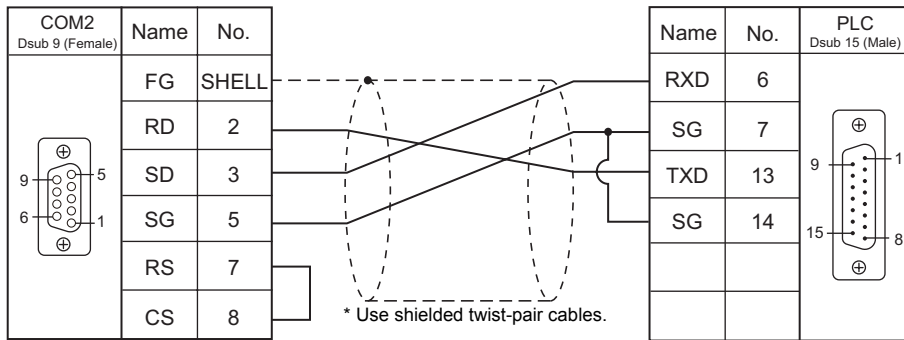 COM2
Dsub 9 (Female)
Name No.
FG SHELL
RD 2
SD 3
SG 5
RS 7
CS 8
9 5
6 1
* Use shielded twist-pair cables.
Name No.
PLC
Dsub 15 (Male)
RXD 6
SG 7
TXD 13
SG 14
9 1
15 8